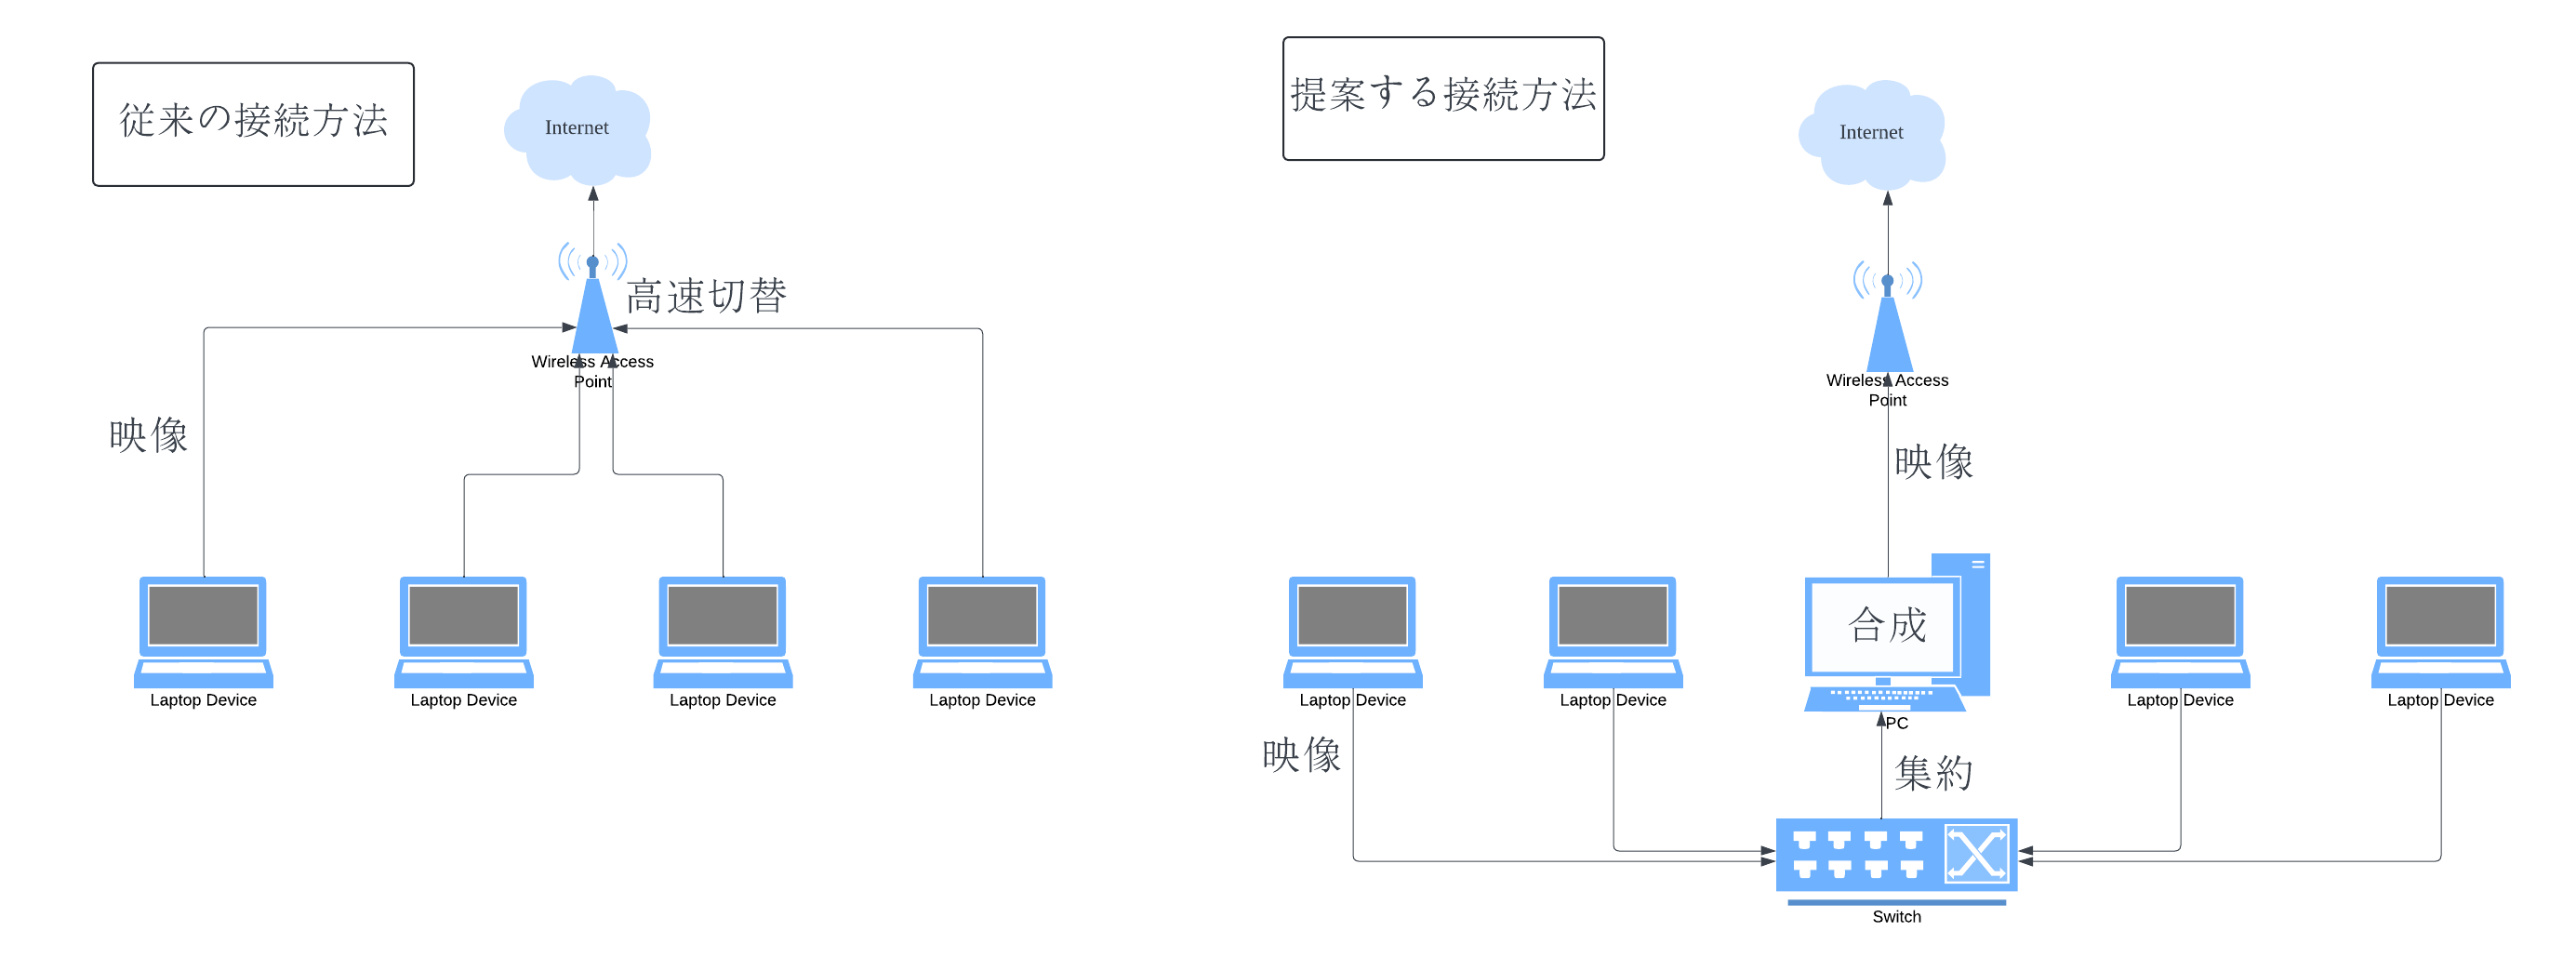 従来の接続方法
Internet
高速切替
Wireless Access
Point
映像
Laptop Device
Laptop Device
Laptop Device
Laptop Device
提案する接続方法
Internet
Wireless Access
Point
映像
合成
Laptop Device
Laptop Device
PC
Laptop Device
Laptop Device
映像
集約
Switch